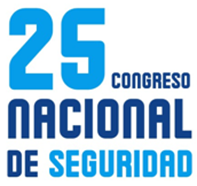 25 CONGRESO
NACIONAL
DE SEGURIDAD